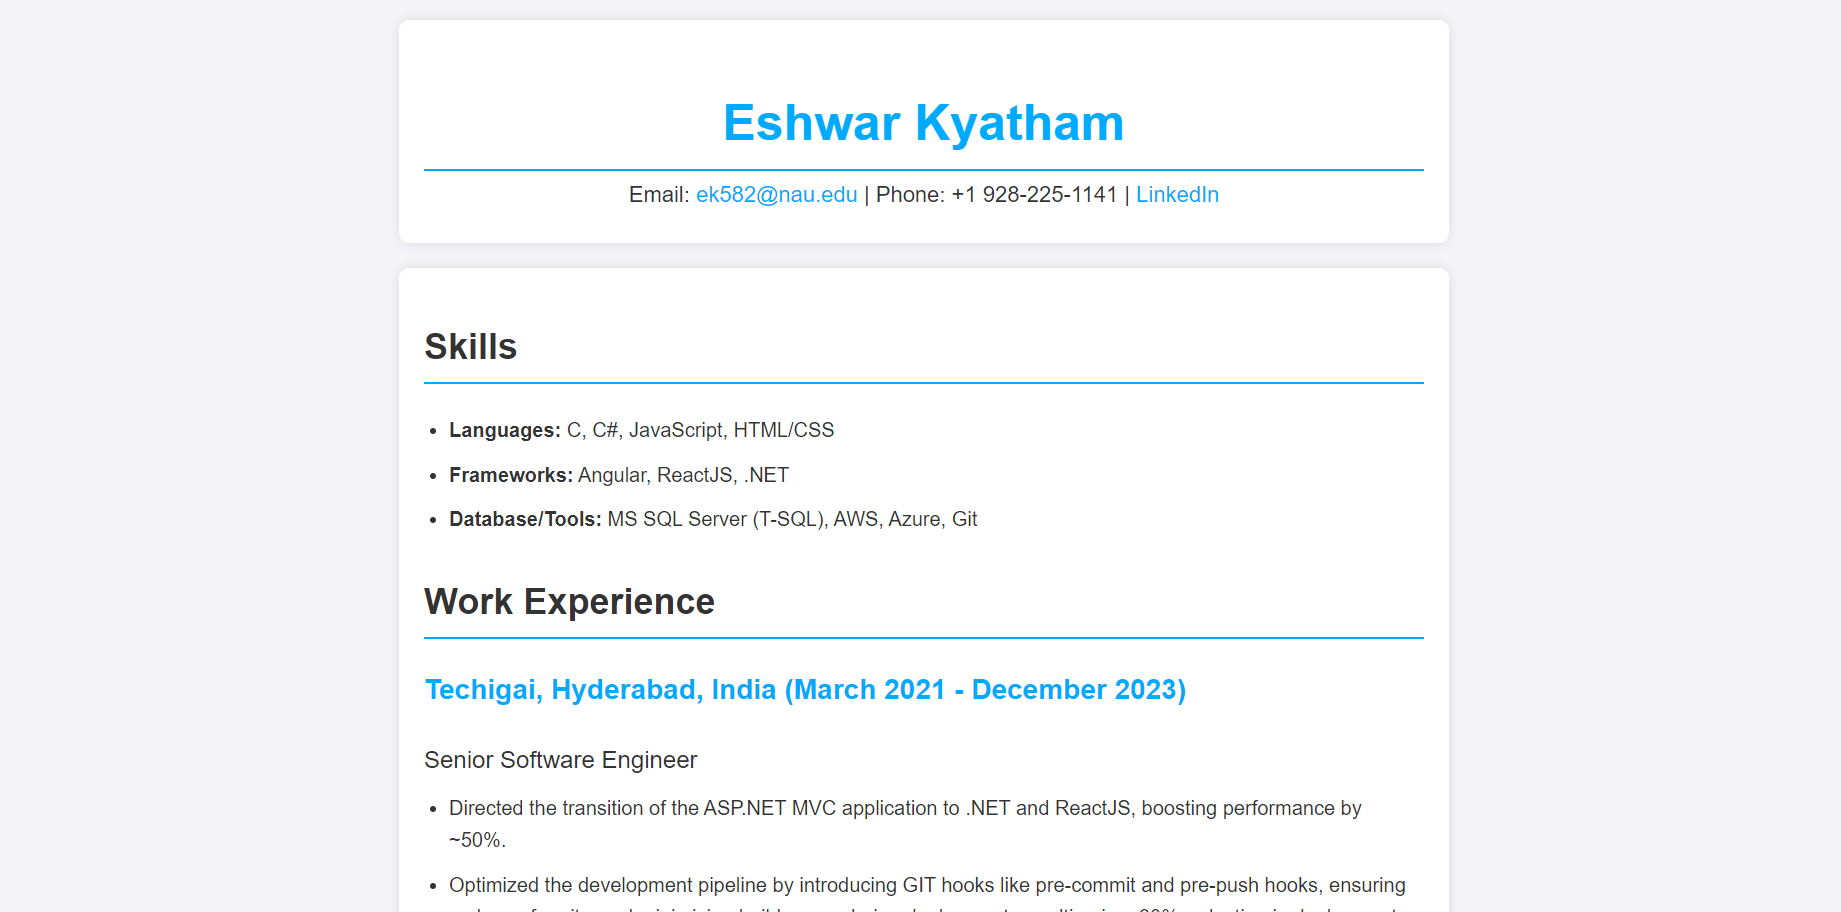 Eshwar Kyatham
Email: ek582@nau.edu | Phone: +1 928-225-1141 | LinkedIn
Skills
• Languages: C, C#, JavaScript, HTML/CSS
• Frameworks: Angular, ReactJS, .NET
• Database/Tools: MS SQL Server (T-SQL), AWS, Azure, Git
Work Experience
Techigai, Hyderabad, India (March 2021 - December 2023)
Senior Software Engineer
• Directed the transition of the ASP.NET MVC application to .NET and ReactJS, boosting performance by
~50%.
• Optimized the development pipeline by introducing GIT hooks like pre-commit and pre-push hooks, ensuring